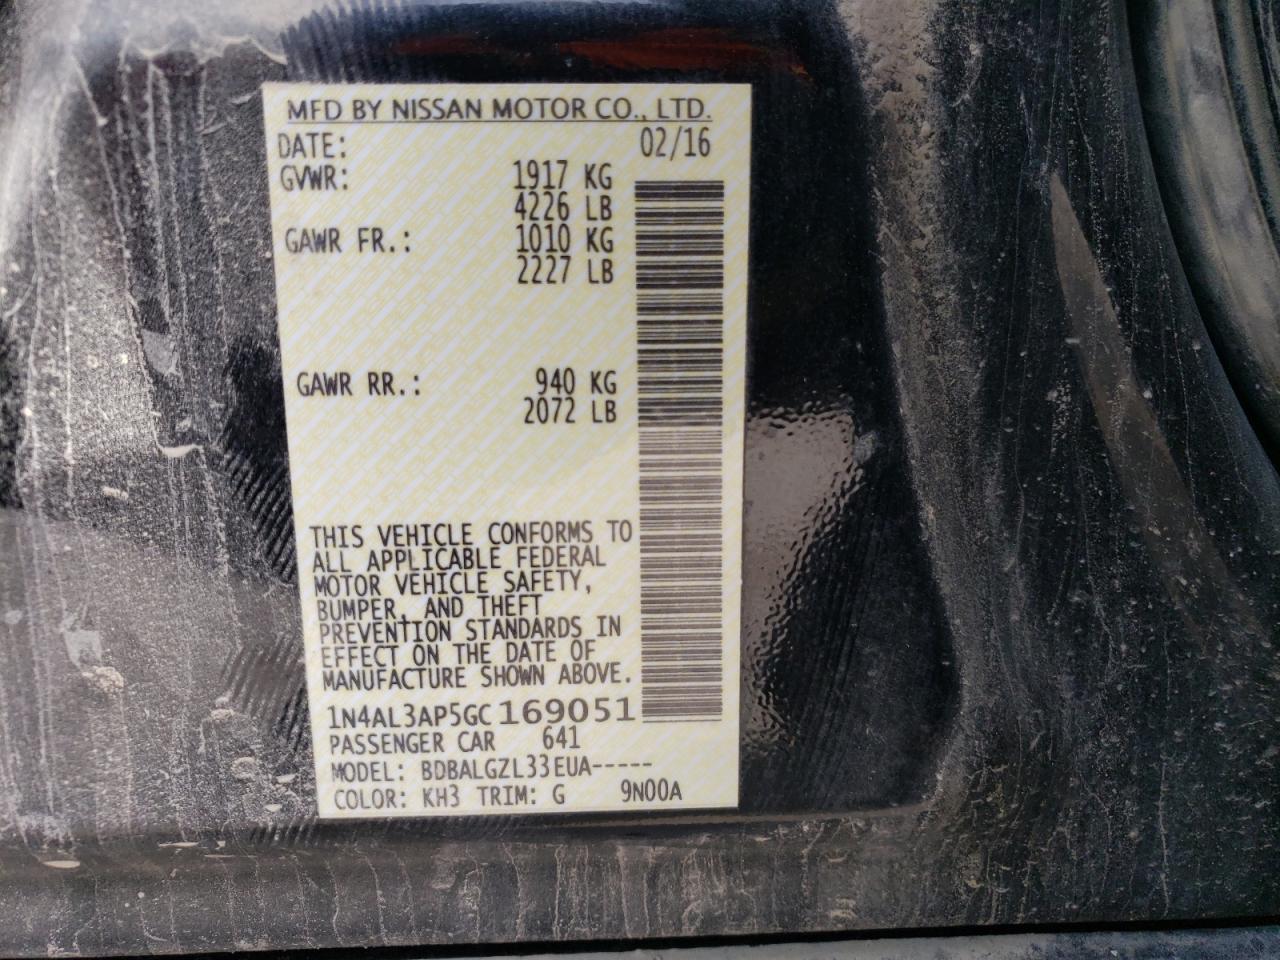 MFD BY NISSAN MOTOR CO., LTD.
DATE: 02/16
GVWR: 1917 KG
4226 LB
GAWR FR.: 1010 KG
2227 LB
GAWR RR.: 940 KG
2072 LB
THIS VEHICLE CONFORMS TO
ALL APPLICABLE FEDERAL
MOTOR VEHICLE SAFETY,
BUMPER, AND THEFT
PREVENTION STANDARDS IN
EFFECT ON THE DATE OF
MANUFACTURE SHOWN ABOVE.
1N4AL3AP5GC169051
PASSENGER CAR 641
MODEL: BDBALGZL33EUA-----
COLOR: KH3 TRIM: G 9N00A